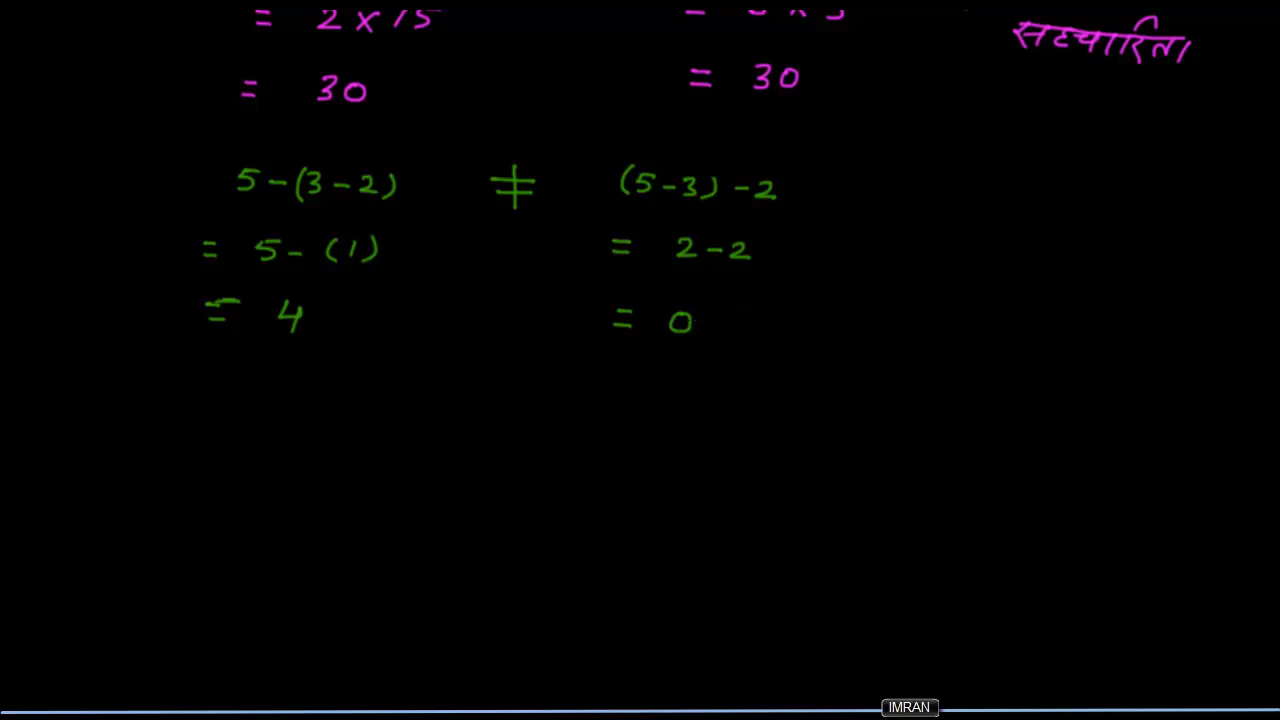 = 2 x 15
= 30 = 30
सहचारिता
5-(3-2) ≠ (5-3)-2
= 5-(1) = 2-2
= 4 = 0
IMRAN